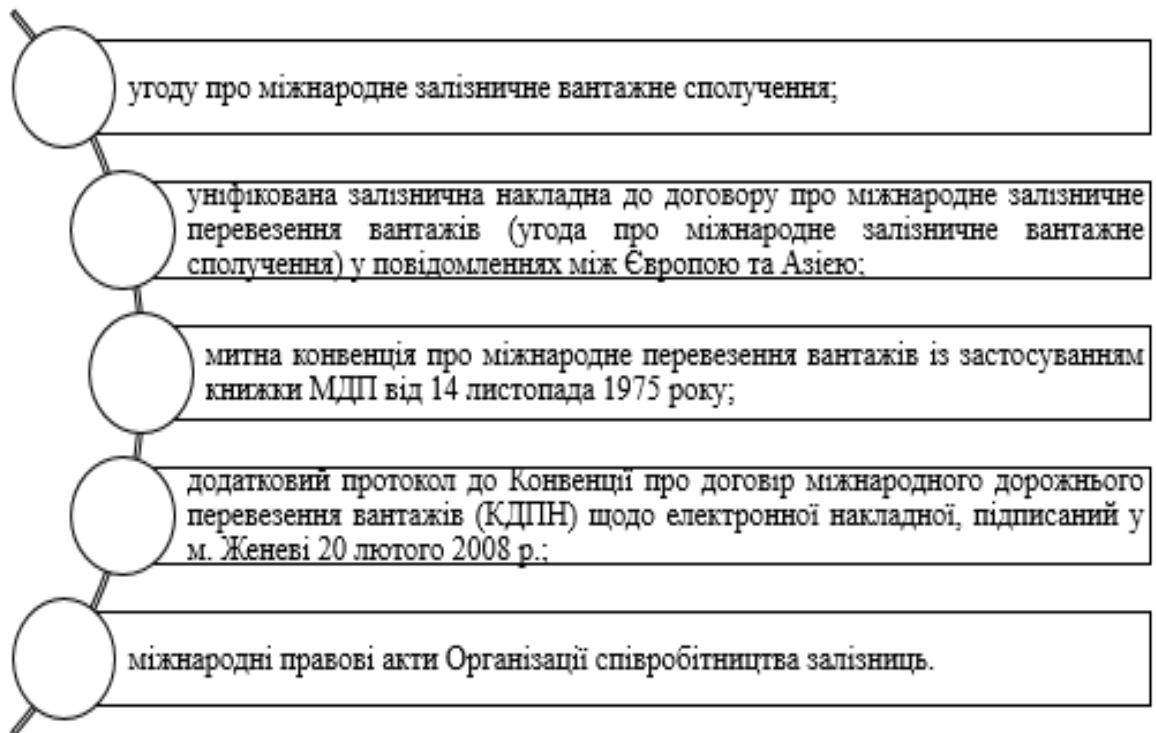 угоду про міжнародне залізничне вантажне сполучення;
уніфікована залізнична накладна до договору про міжнародне залізничне
перевезення вантажів (угода про міжнародне залізничне вантажне
сполучення) у повідомленнях між Європою та Азією;
митна конвенція про міжнародне перевезення вантажів із застосуванням
книжки МДП від 14 листопада 1975 року;
додатковий протокол до Конвенції про договір міжнародного дорожнього
перевезення вантажів (КДПН) щодо електронної накладної, підписаний у
м. Женеві 20 лютого 2008 р.;
міжнародні правові акти Організації співробітництва залізниць.